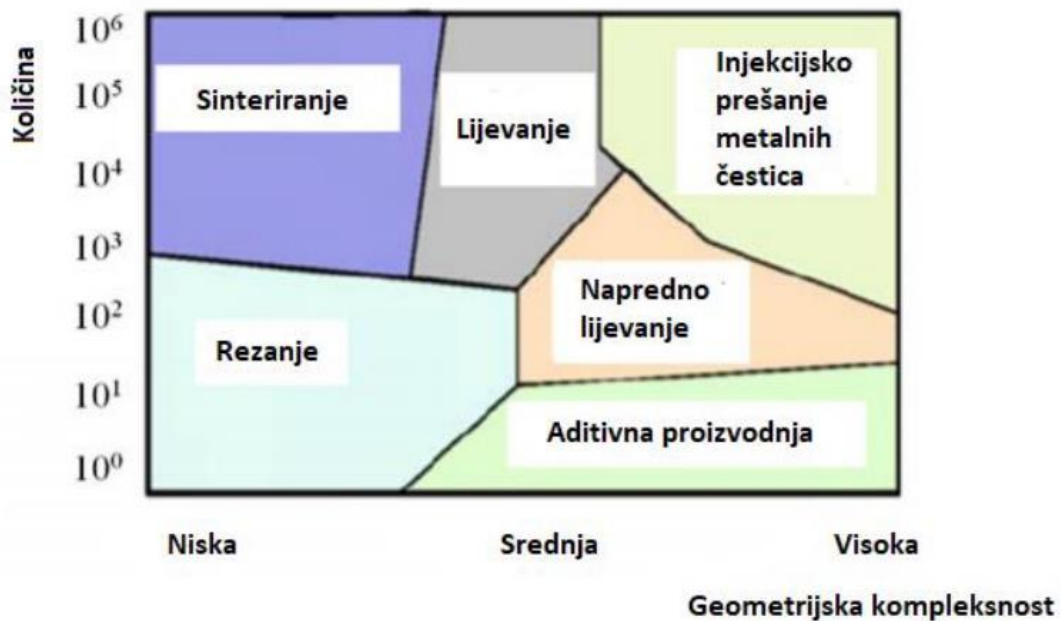 Količina
10⁶
10⁵
10⁴
10³
10²
10¹
10⁰
Sinteriranje
Lijevanje
Injekcijsko
prešanje
metalnih
čestica
Rezanje
Napredno
lijevanje
Aditivna proizvodnja
Niska
Srednja
Visoka
Geometrijska kompleksnost